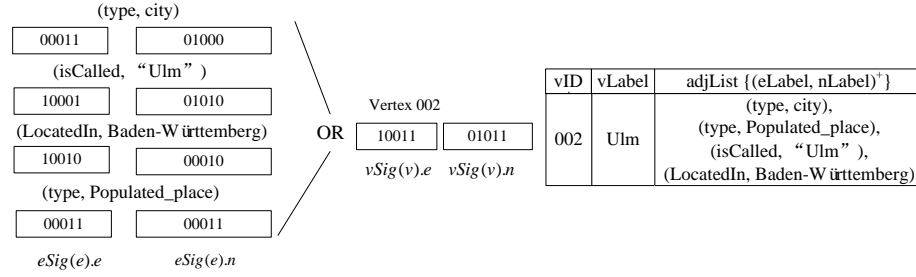 (type, city)
00011 01000
(isCalled, “Ulm”)
10001 01010
(LocatedIn, Baden-Württemberg)
10010 00010
(type, Populated_place)
00011 00011
eSig(e).e eSig(e).n
OR
Vertex 002
10011 01011
vSig(v).e vSig(v).n
vID vLabel adjList {(eLabel, nLabel)+}
002 Ulm (type, city),
(type, Populated_place),
(isCalled, “Ulm”),
(LocatedIn, Baden-Württemberg)